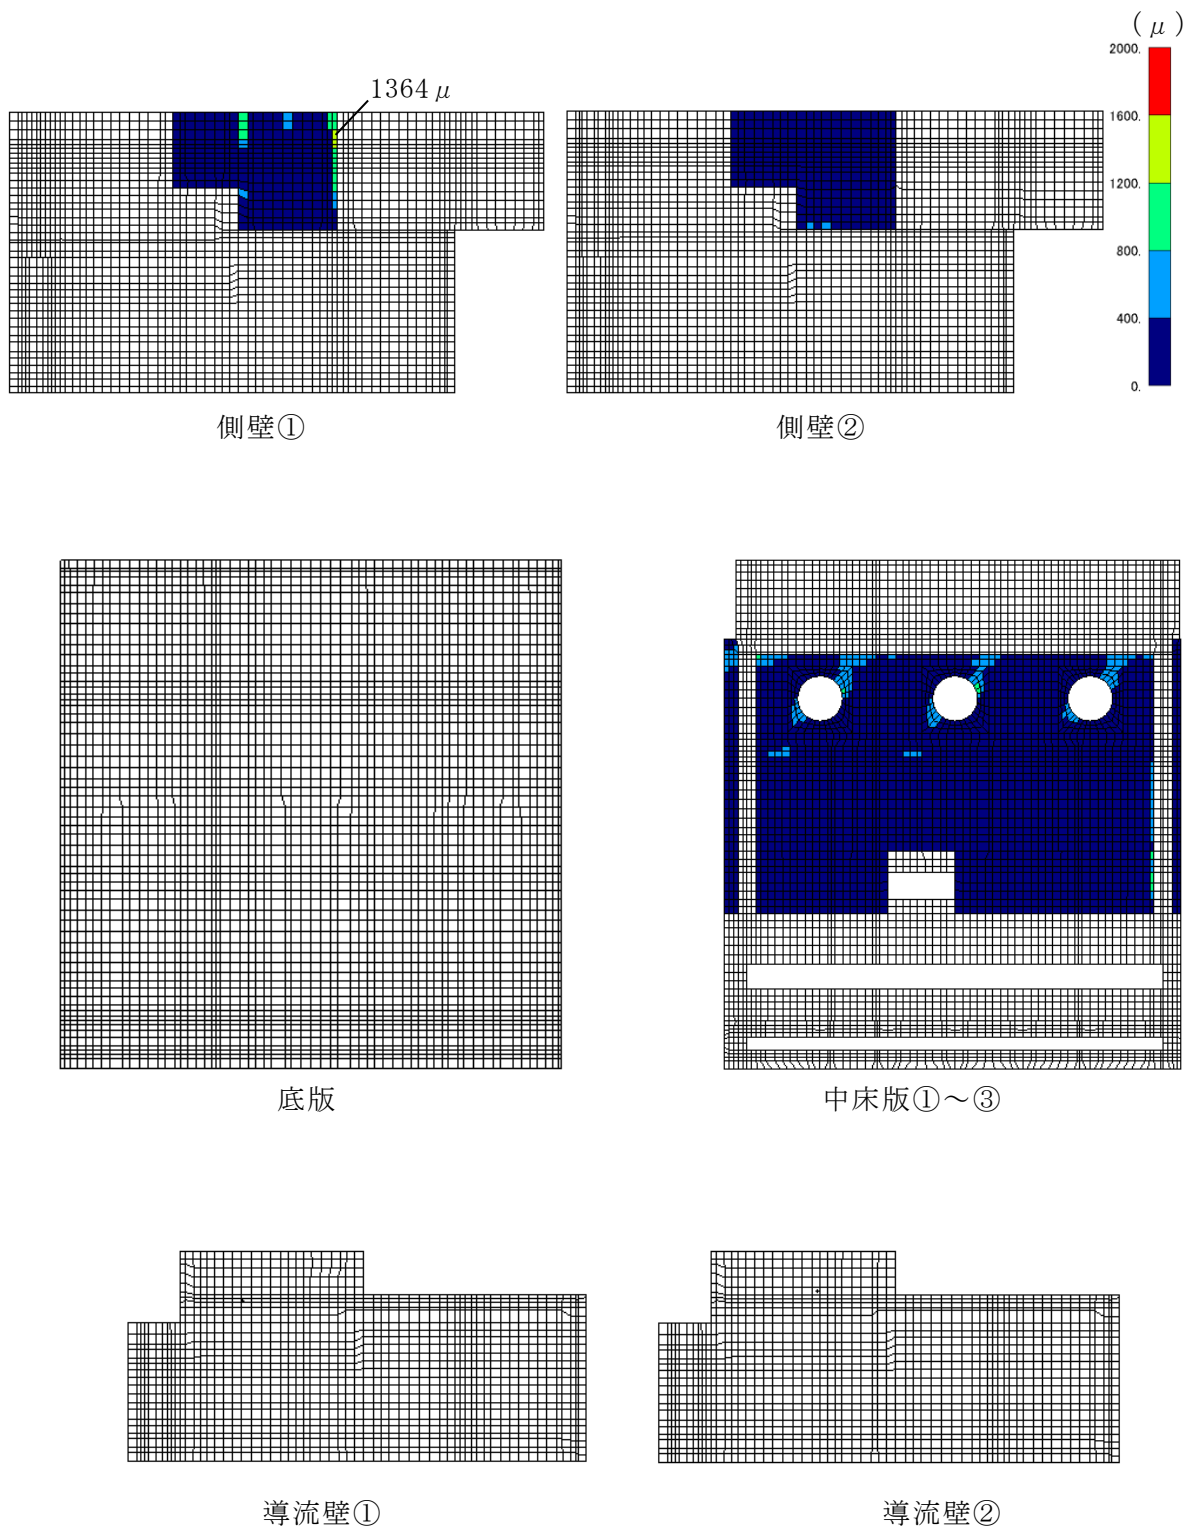 (μ)
2000.
1364μ
1600.
1200.
800.
400.
0.
側壁①
側壁②
底版
中床版①～③
導流壁①
導流壁②